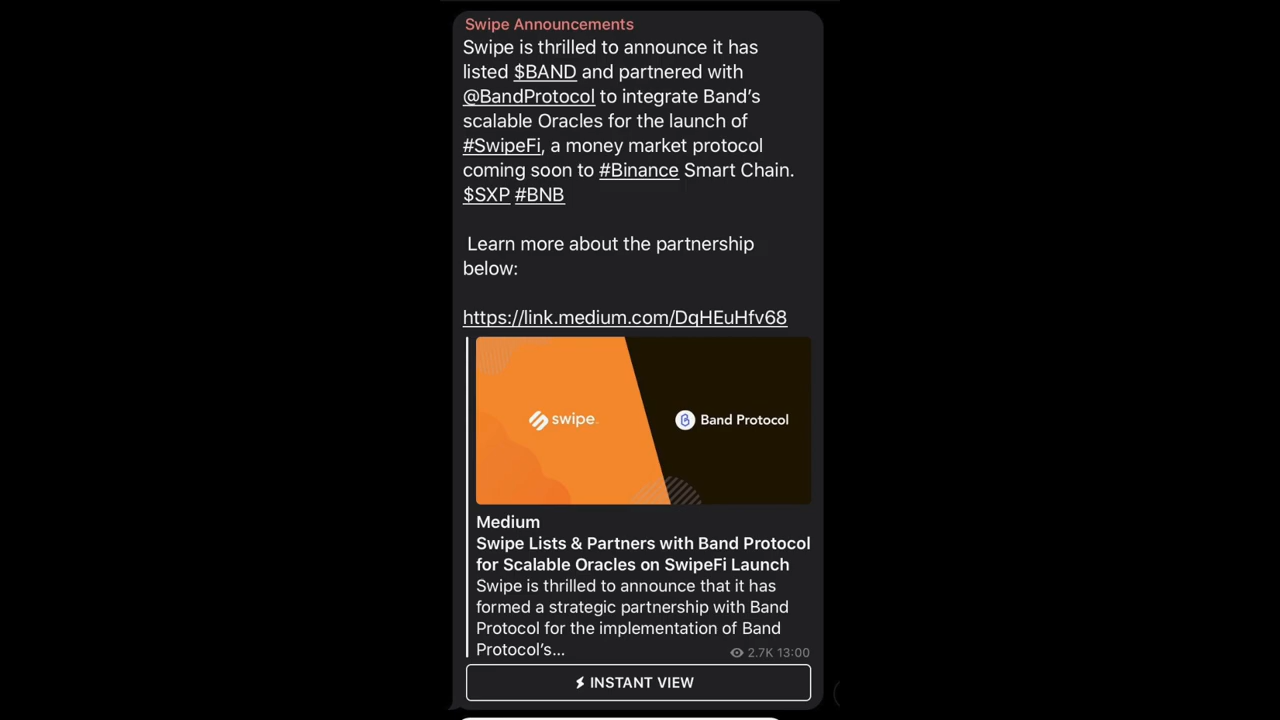 Swipe Announcements
Swipe is thrilled to announce it has
listed $BAND and partnered with
@BandProtocol to integrate Band's
scalable Oracles for the launch of
#SwipeFi, a money market protocol
coming soon to #Binance Smart Chain.
$SXP #BNB
Learn more about the partnership
below:
https://link.medium.com/DqHEuHfv68
swipe.
Band Protocol
Medium
Swipe Lists & Partners with Band Protocol
for Scalable Oracles on SwipeFi Launch
Swipe is thrilled to announce that it has
formed a strategic partnership with Band
Protocol for the implementation of Band
Protocol's...
2.7K 13:00
INSTANT VIEW